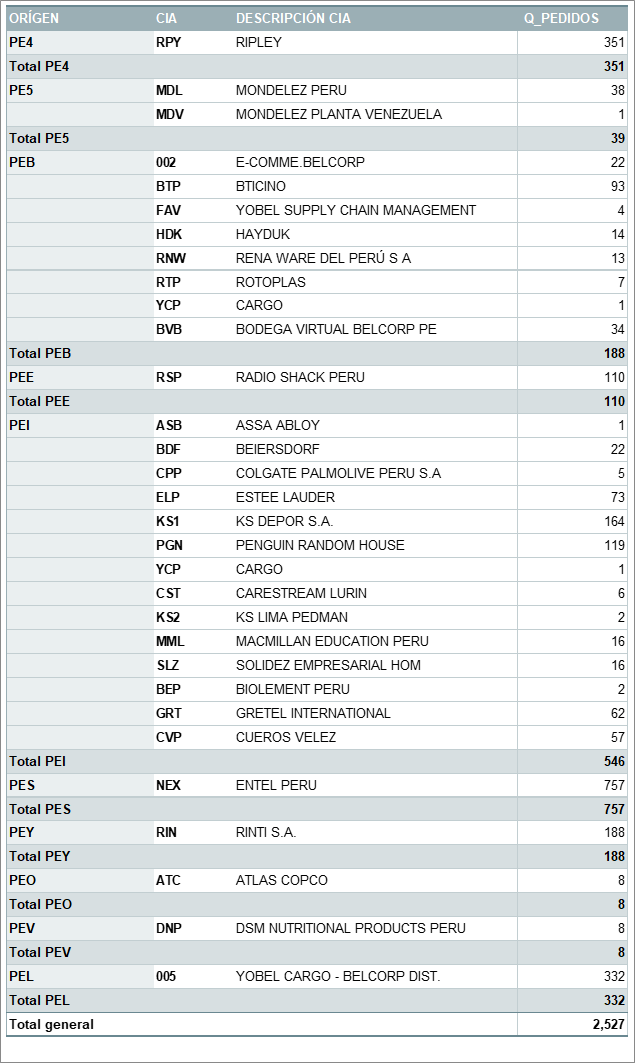 ORÍGEN CIA DESCRIPCIÓN CIA Q_PEDIDOS
PE4 RPY RIPLEY 351
Total PE4 351
PE5 MDL MONDELEZ PERU 38
MDV MONDELEZ PLANTA VENEZUELA 1
Total PE5 39
PEB 002 E-COMME.BELCORP 22
BTP BTICINO 93
FAV YOBEL SUPPLY CHAIN MANAGEMENT 4
HDK HAYDUK 14
RNW RENA WARE DEL PERÚ S A 13
RTP ROTOPLAS 7
YCP CARGO 1
BVB BODEGA VIRTUAL BELCORP PE 34
Total PEB 188
PEE RSP RADIO SHACK PERU 110
Total PEE 110
PEI ASB ASSA ABLOY 1
BDF BEIERSDORF 22
CPP COLGATE PALMOLIVE PERU S.A 5
ELP ESTEE LAUDER 73
KS1 KS DEPOR S.A. 164
PGN PENGUIN RANDOM HOUSE 119
YCP CARGO 1
CST CARESTREAM LURIN 6
KS2 KS LIMA PEDMAN 2
MML MACMILLAN EDUCATION PERU 16
SLZ SOLIDEZ EMPRESARIAL HOM 16
BEP BIOLEMENT PERU 2
GRT GRETEL INTERNATIONAL 62
CVP CUEROS VELEZ 57
Total PEI 546
PES NEX ENTEL PERU 757
Total PES 757
PEY RIN RINTI S.A. 188
Total PEY 188
PEO ATC ATLAS COPCO 8
Total PEO 8
PEV DNP DSM NUTRITIONAL PRODUCTS PERU 8
Total PEV 8
PEL 005 YOBEL CARGO - BELCORP DIST. 332
Total PEL 332
Total general 2,527